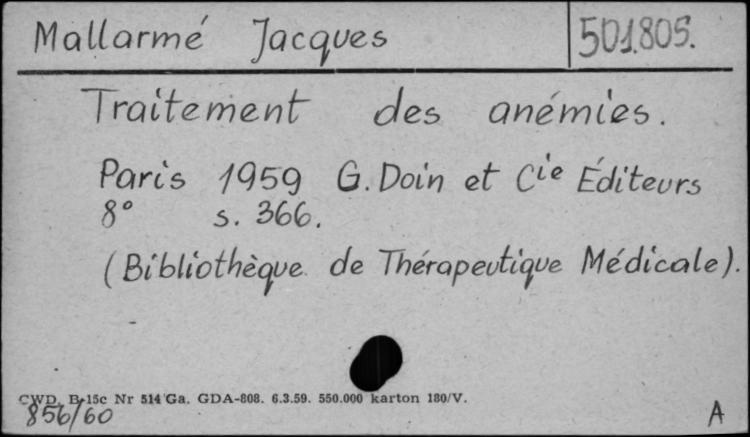 Mallarmé Jacques 501.805.
Traitement des anémies.
Paris 1959 G. Doin et Cie Éditeurs
8° s. 366.
(Bibliothèque de Thérapeutique Médicale).
CWD. B-15c Nr 514 Ga. GDA-808. 6.3.59. 550.000 karton 180/V.
856/60 A